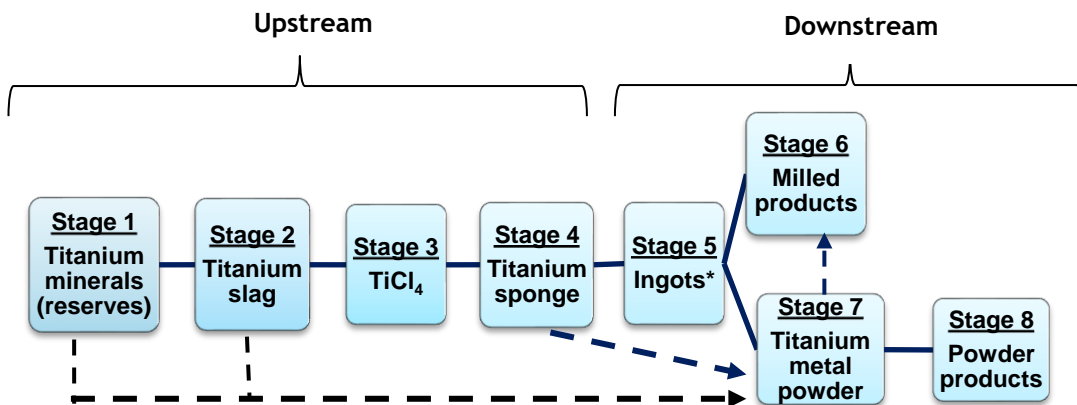 Upstream
Downstream
Stage 1
Titanium
minerals
(reserves)
Stage 2
Titanium
slag
Stage 3
TiCl₄
Stage 4
Titanium
sponge
Stage 5
Ingots*
Stage 6
Milled
products
Stage 7
Titanium
metal
powder
Stage 8
Powder
products